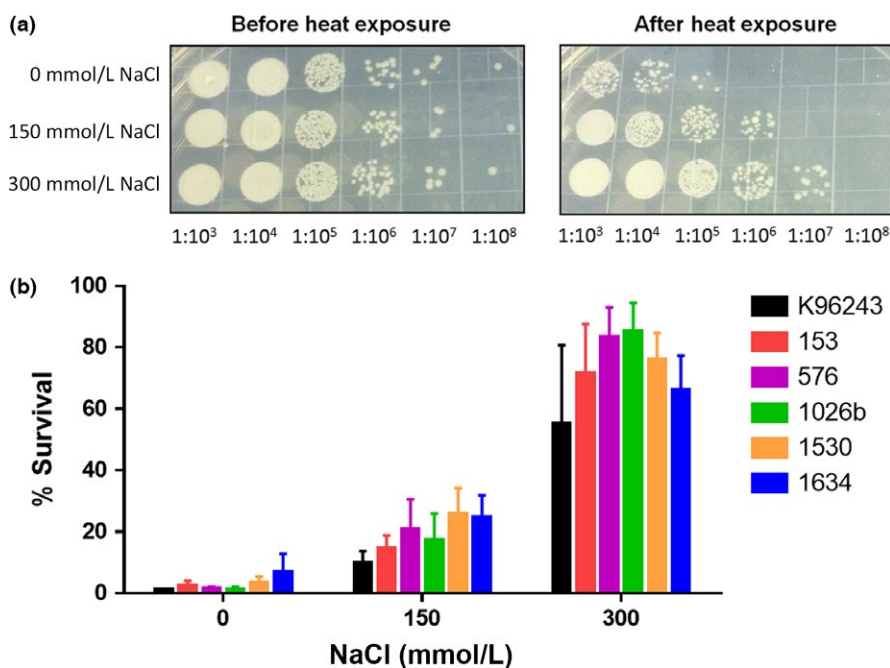 (a)
Before heat exposure
After heat exposure
0 mmol/L NaCl
150 mmol/L NaCl
300 mmol/L NaCl
1:10³ 1:10⁴ 1:10⁵ 1:10⁶ 1:10⁷ 1:10⁸
1:10³ 1:10⁴ 1:10⁵ 1:10⁶ 1:10⁷ 1:10⁸
(b)
% Survival
100
80
60
40
20
0
0 150 300
NaCl (mmol/L)
K96243
153
576
1026b
1530
1634